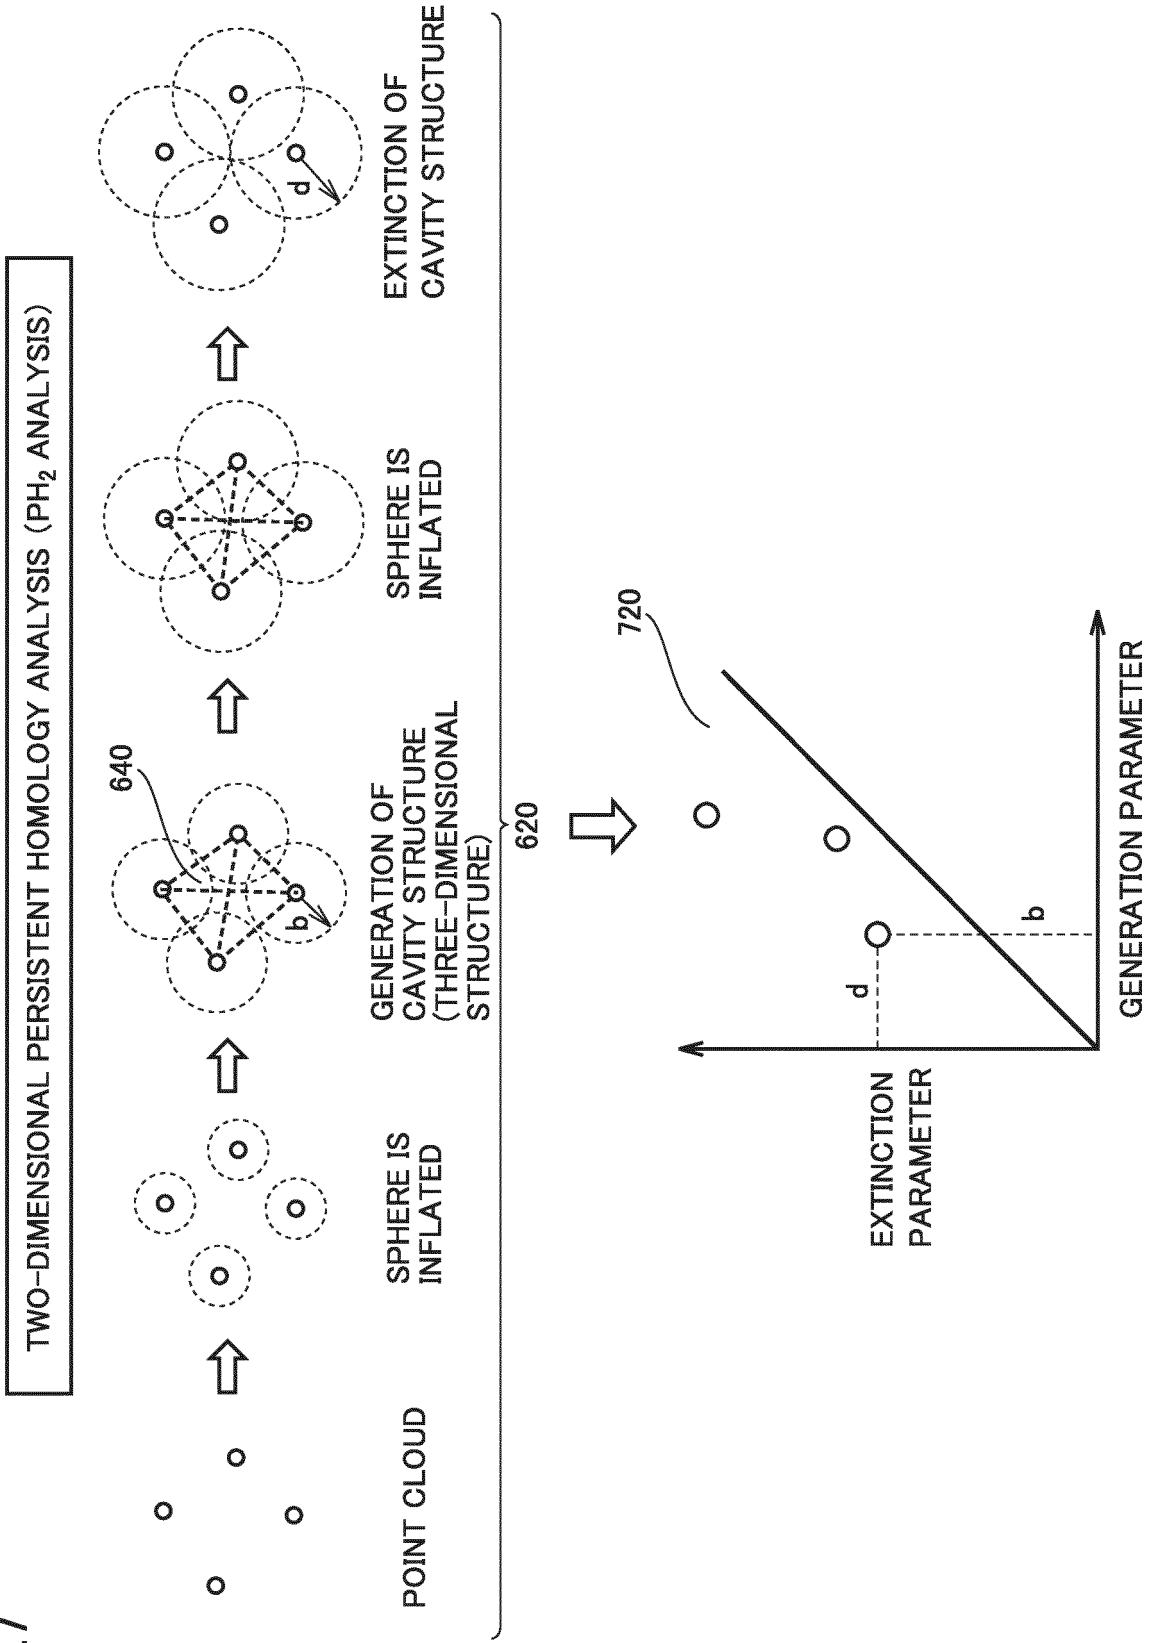 TWO-DIMENSIONAL PERSISTENT HOMOLOGY ANALYSIS (PH2 ANALYSIS)
POINT CLOUD
SPHERE IS
INFLATED
640
b
GENERATION OF
CAVITY STRUCTURE
(THREE-DIMENSIONAL
STRUCTURE)
SPHERE IS
INFLATED
d
EXTINCTION OF
CAVITY STRUCTURE
620
720
EXTINCTION
PARAMETER
d
b
GENERATION PARAMETER